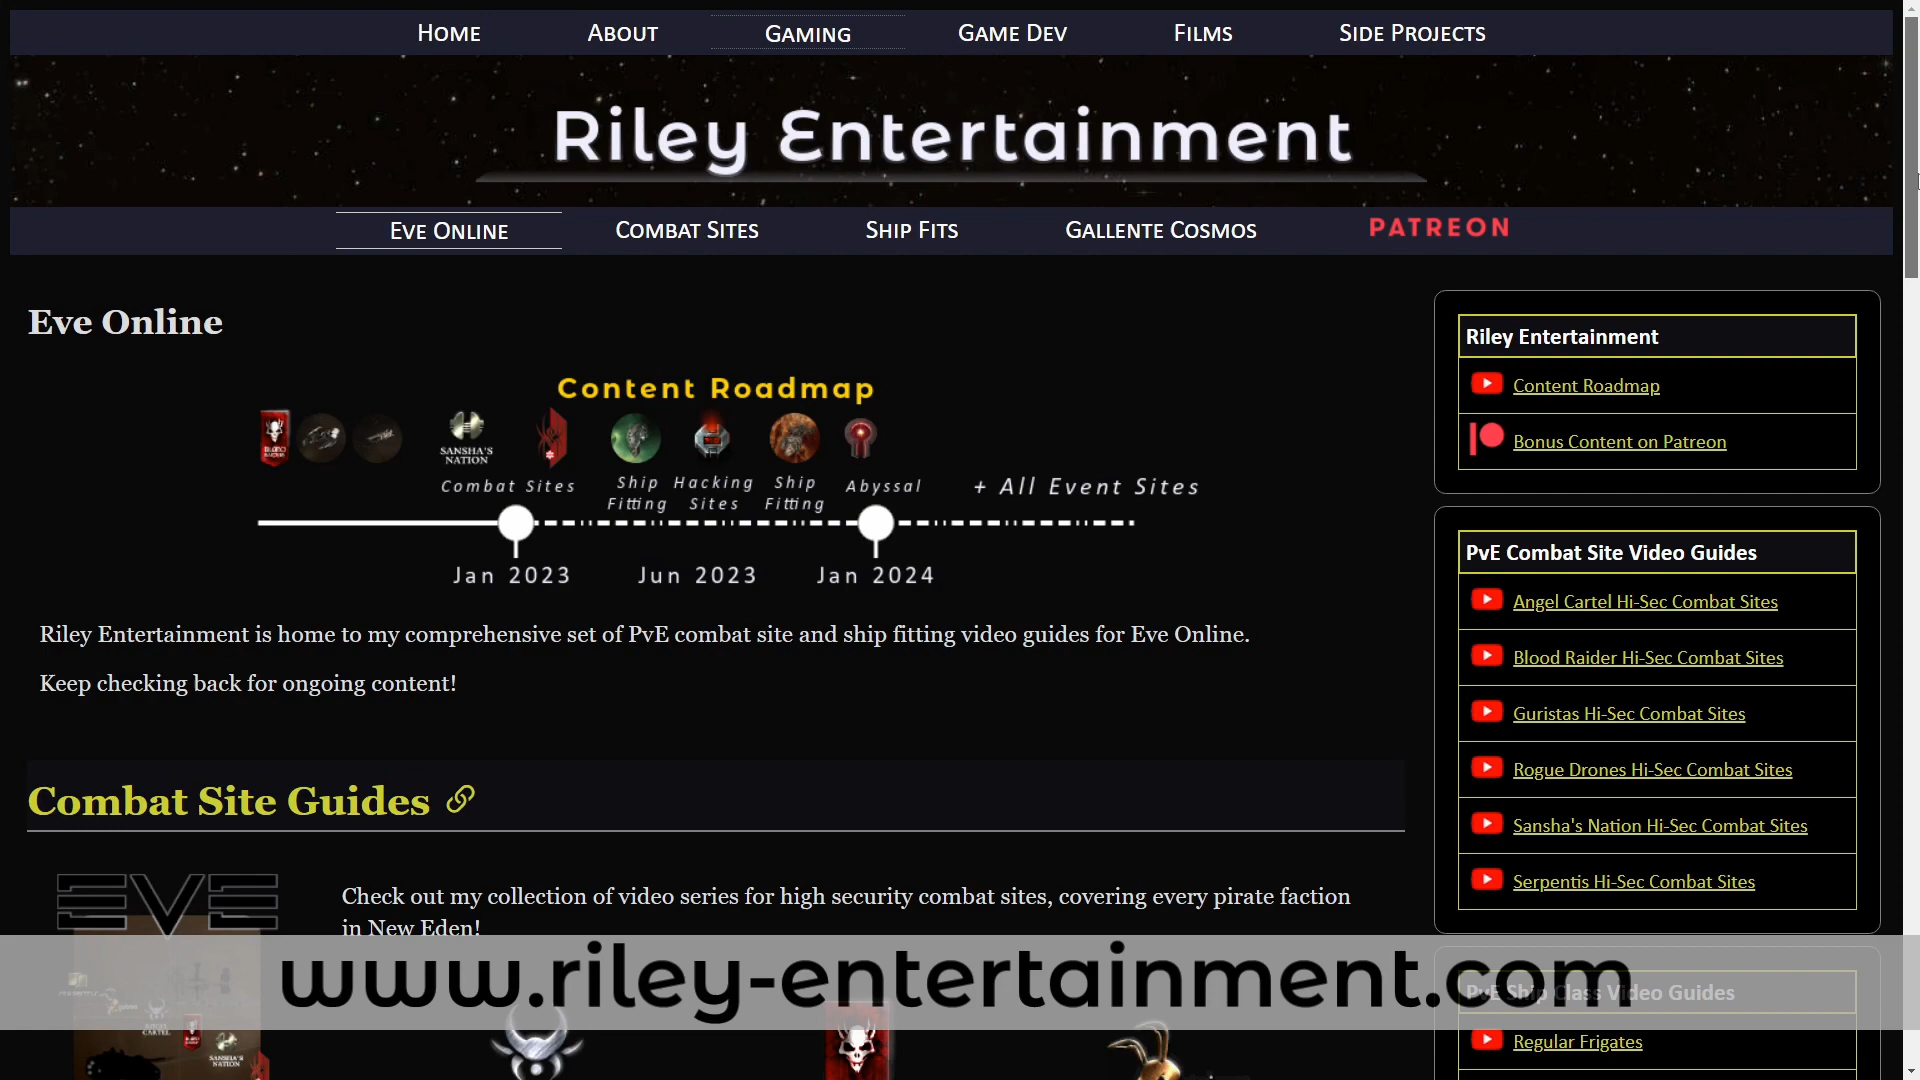 Home About Gaming Game Dev Films Side Projects
Riley Entertainment
Eve Online Combat Sites Ship Fits Gallente Cosmos PATREON
Eve Online
Content Roadmap
SANSHA'S
NATION
Combat Sites
Ship
Fitting
Hacking
Sites
Ship
Fitting
Abyssal
+ All Event Sites
Jan 2023 Jun 2023 Jan 2024
Riley Entertainment is home to my comprehensive set of PvE combat site and ship fitting video guides for Eve Online.
Keep checking back for ongoing content!
Combat Site Guides
EVE
Check out my collection of video series for high security combat sites, covering every pirate faction
in New Eden!
ANGEL
CARTEL
SANSHA'S
NATION
Riley Entertainment
Content Roadmap
Bonus Content on Patreon
PvE Combat Site Video Guides
Angel Cartel Hi-Sec Combat Sites
Blood Raider Hi-Sec Combat Sites
Guristas Hi-Sec Combat Sites
Rogue Drones Hi-Sec Combat Sites
Sansha's Nation Hi-Sec Combat Sites
Serpentis Hi-Sec Combat Sites
PvE Ship Class Video Guides
Regular Frigates
www.riley-entertainment.com